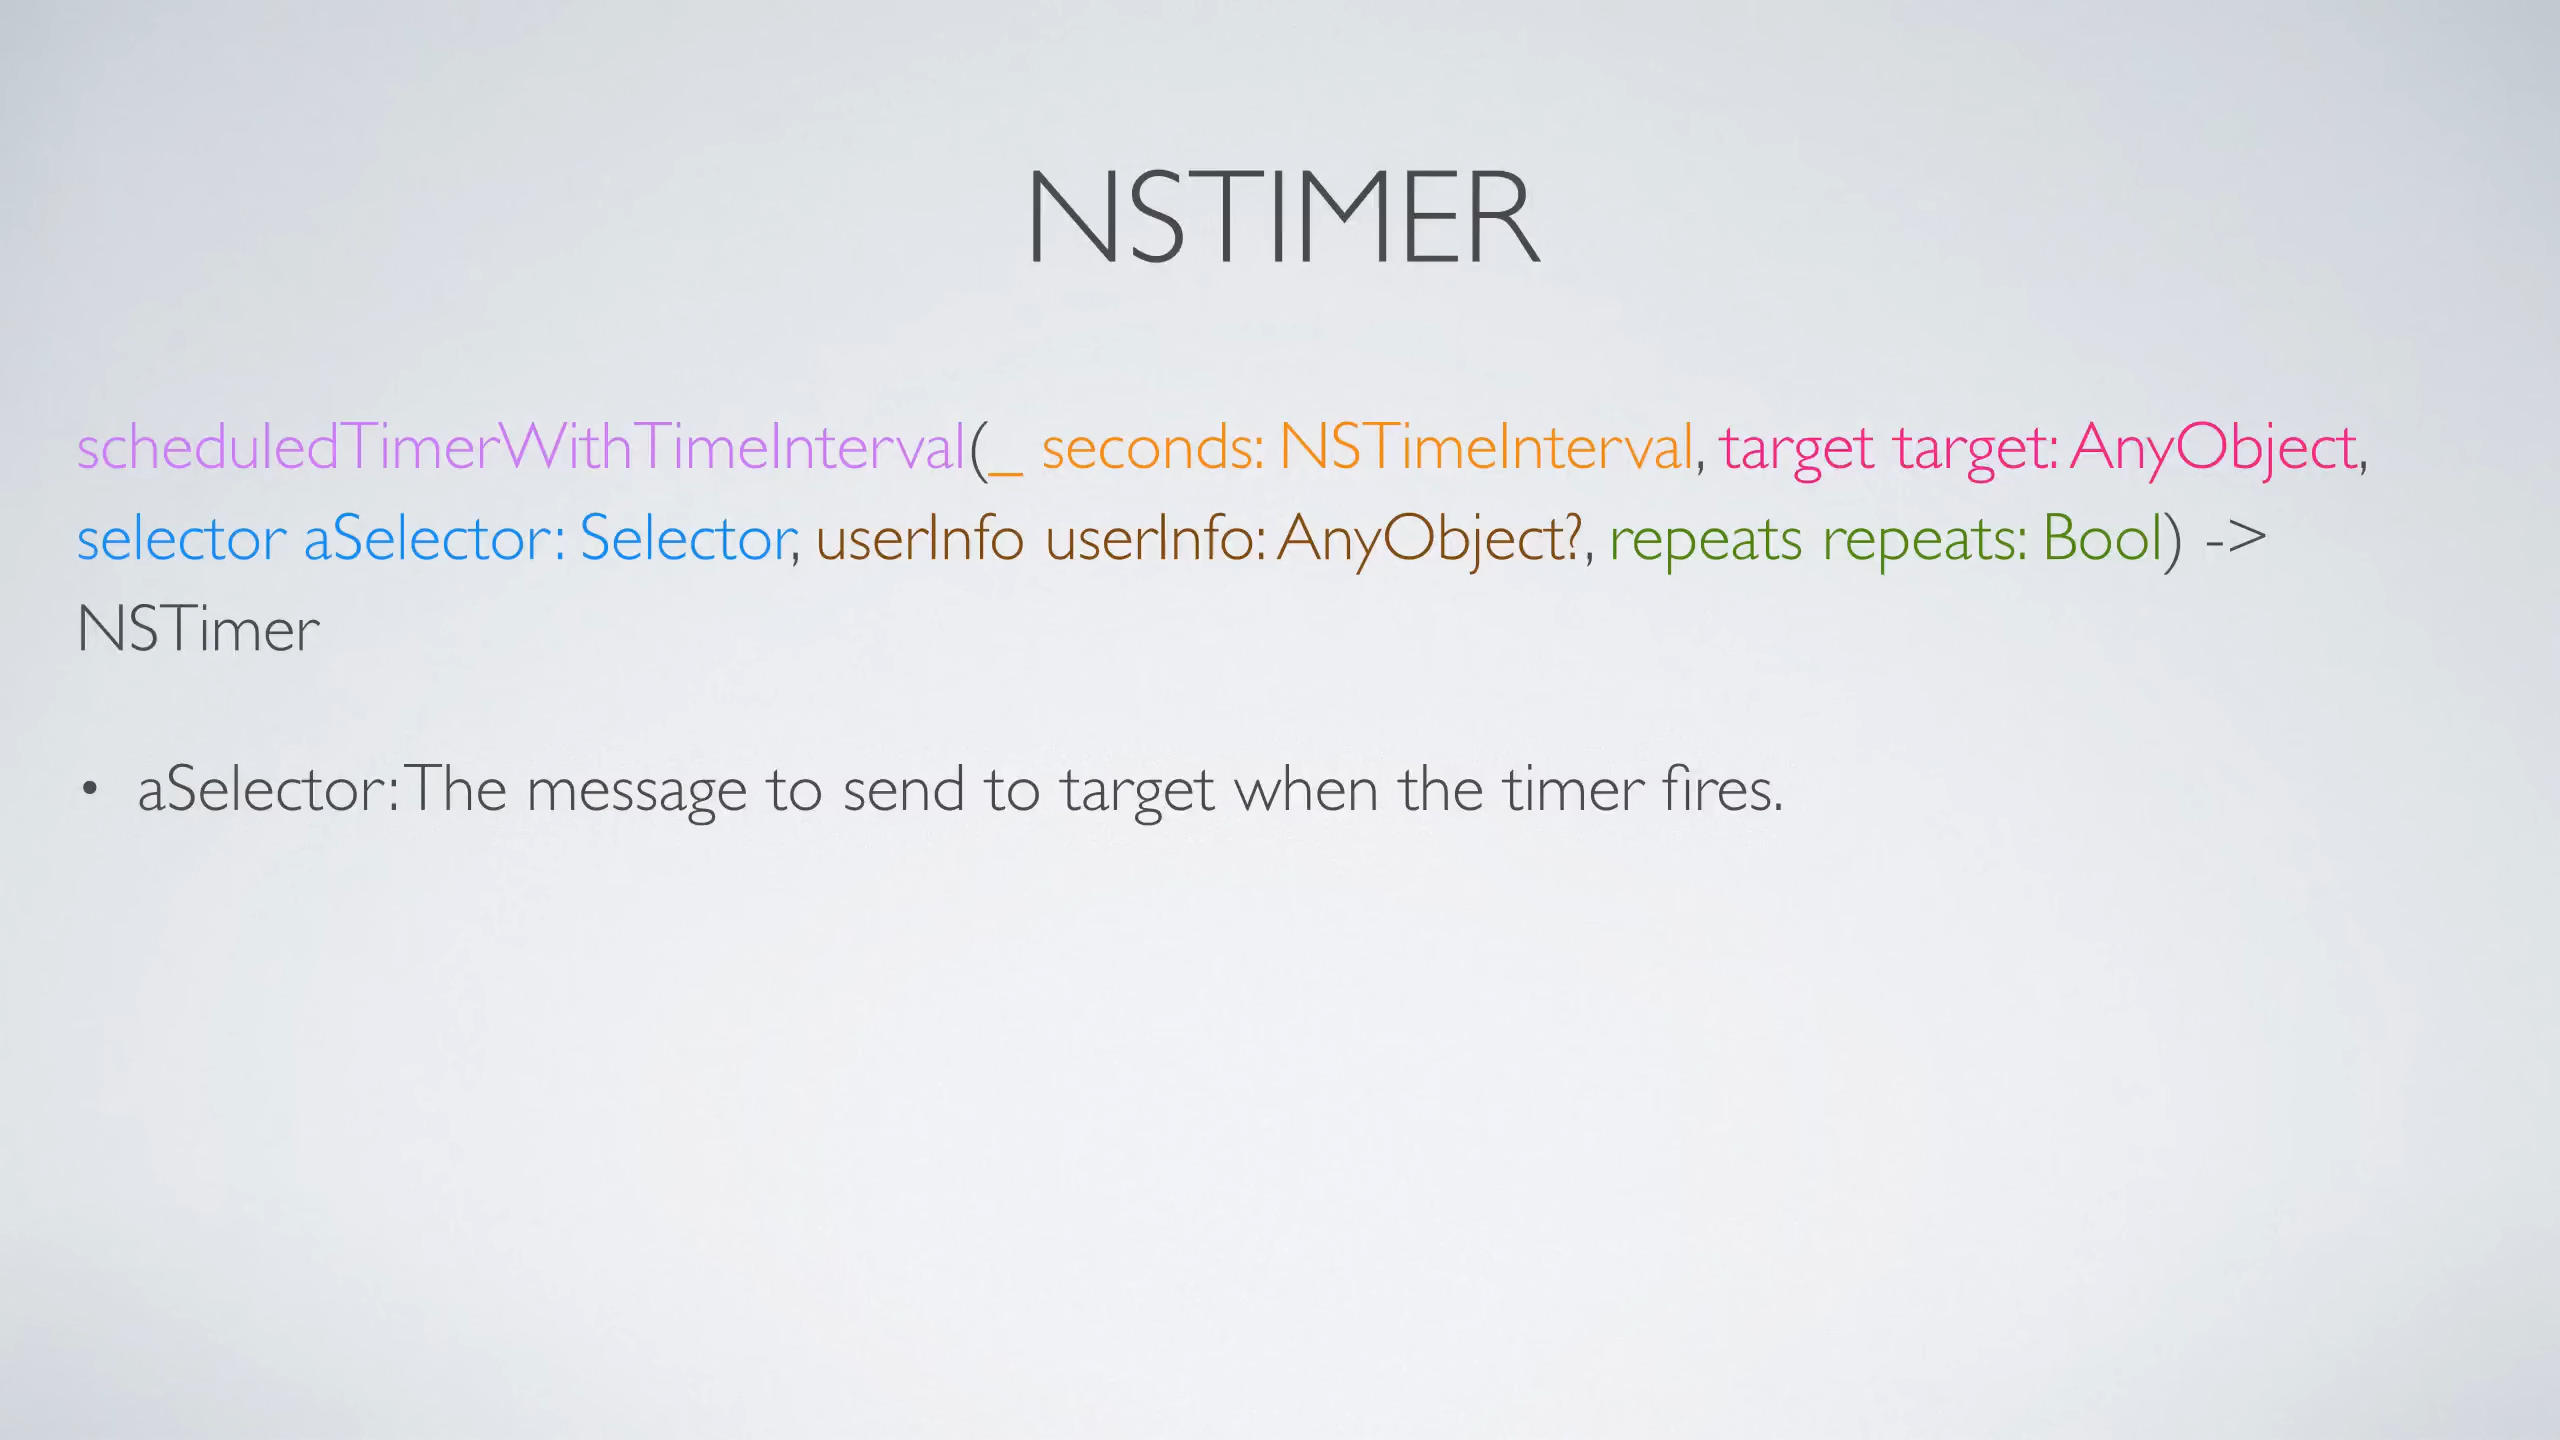 NSTIMER
scheduledTimerWithTimeInterval(_ seconds: NSTimeInterval, target target: AnyObject,
selector aSelector: Selector, userInfo userInfo: AnyObject?, repeats repeats: Bool) ->
NSTimer
• aSelector: The message to send to target when the timer fires.